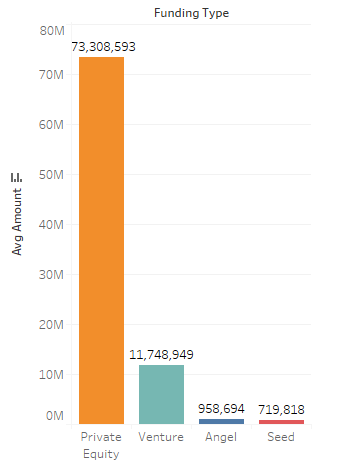 Funding Type
80M
73,308,593
70M
60M
50M
40M
30M
20M
11,748,949
10M
958,694
719,818
0M
Avg Amount
Private
Equity
Venture
Angel
Seed